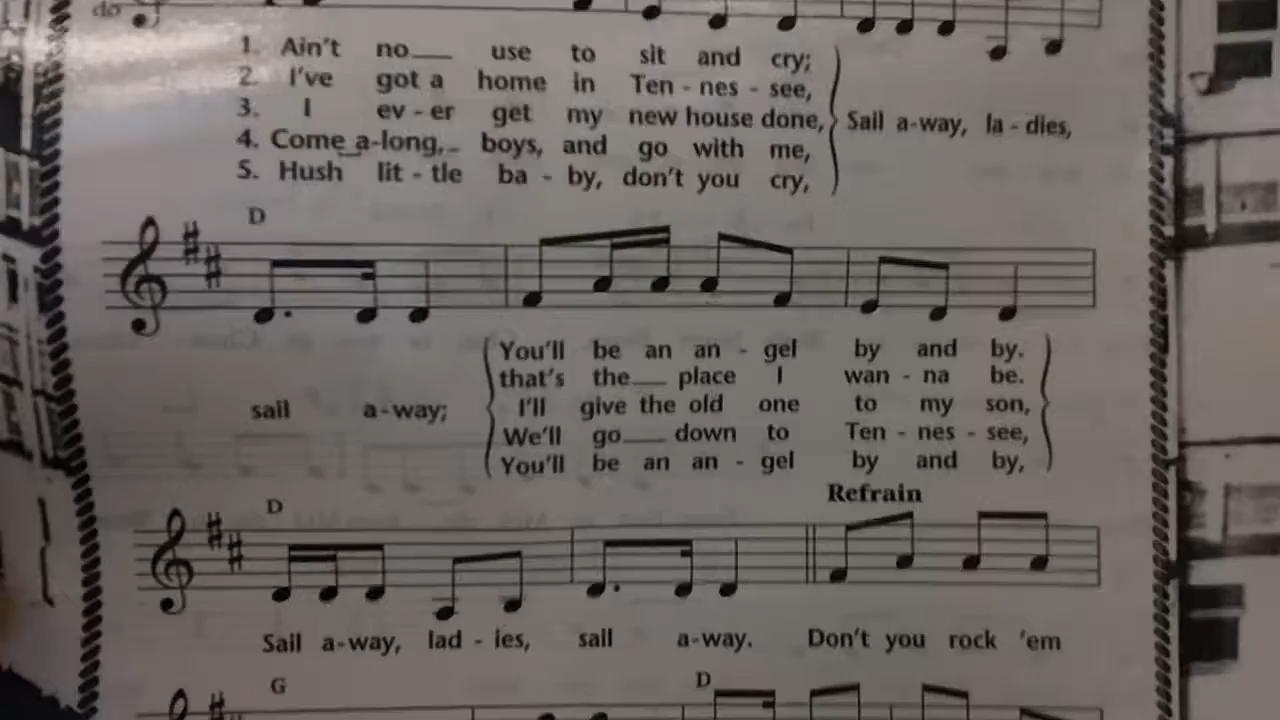 do
1. Ain't no___ use to sit and cry;
2. I've got a home in Ten - nes - see,
3. I ev - er get my new house done, Sail a-way, la - dies,
4. Come a-long,_ boys, and go with me,
5. Hush lit - tle ba - by, don't you cry,
D
You'll be an an - gel by and by.
that's the___ place I wan - na be.
sail a-way; I'll give the old one to my son,
We'll go___ down to Ten - nes - see,
You'll be an an - gel by and by,
Refrain
D
Sail a-way, lad - ies, sail a-way. Don't you rock 'em
G D